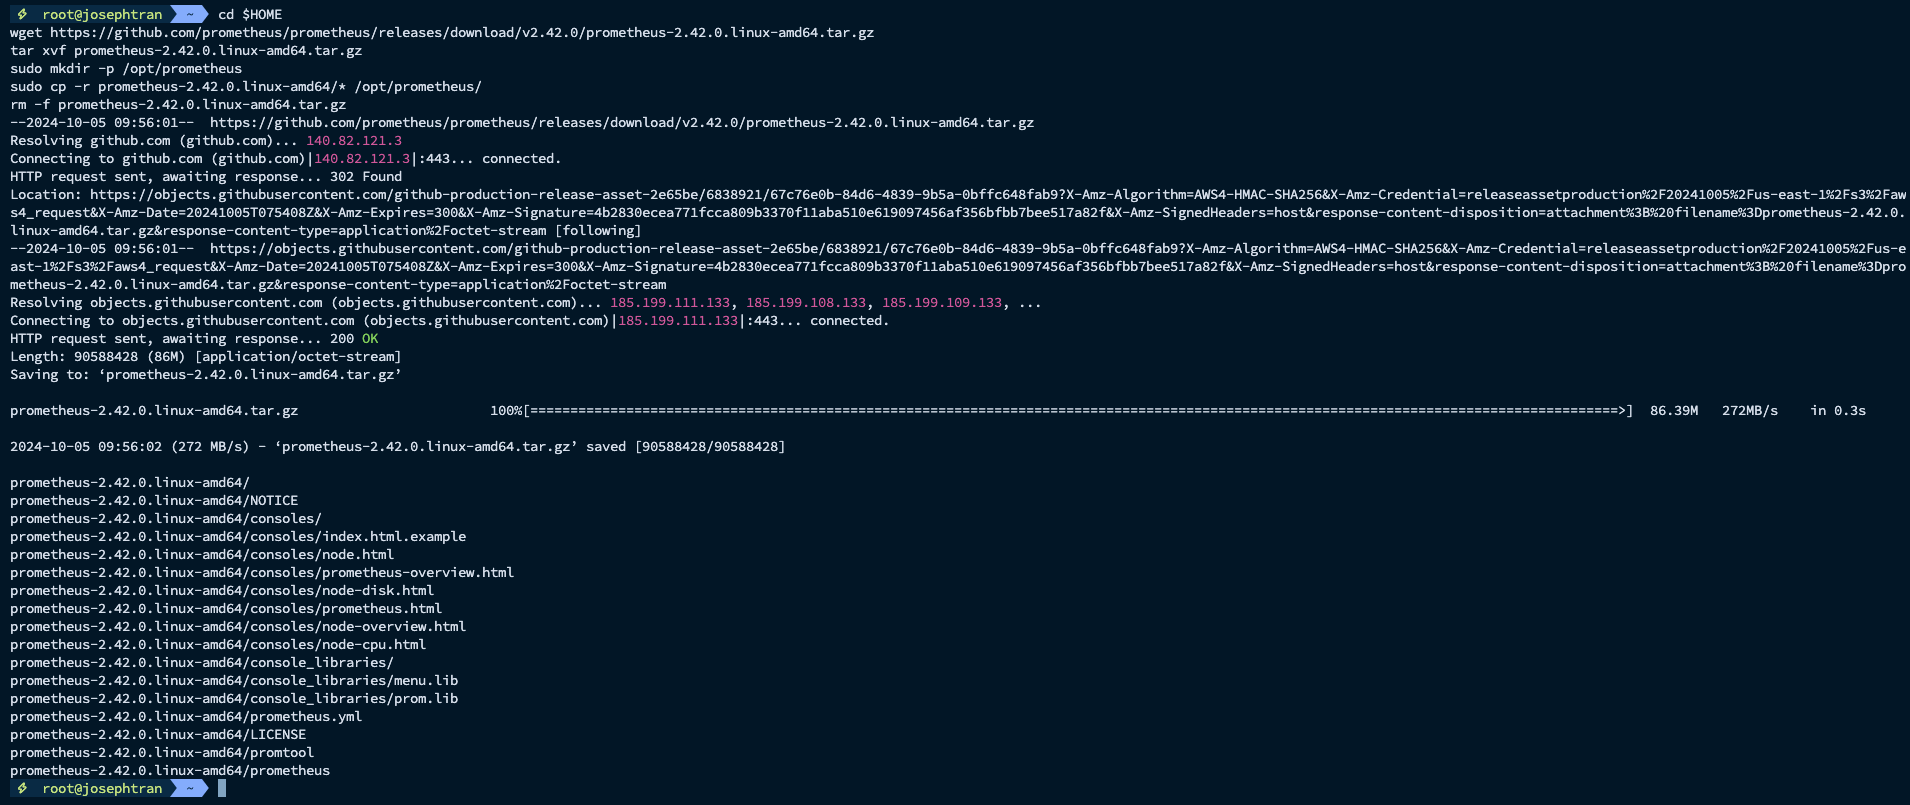 root@josephtran ~ cd $HOME
wget https://github.com/prometheus/prometheus/releases/download/v2.42.0/prometheus-2.42.0.linux-amd64.tar.gz
tar xvf prometheus-2.42.0.linux-amd64.tar.gz
sudo mkdir -p /opt/prometheus
sudo cp -r prometheus-2.42.0.linux-amd64/* /opt/prometheus/
rm -f prometheus-2.42.0.linux-amd64.tar.gz
--2024-10-05 09:56:01--  https://github.com/prometheus/prometheus/releases/download/v2.42.0/prometheus-2.42.0.linux-amd64.tar.gz
Resolving github.com (github.com)... 140.82.121.3
Connecting to github.com (github.com)|140.82.121.3|:443... connected.
HTTP request sent, awaiting response... 302 Found
Location: https://objects.githubusercontent.com/github-production-release-asset-2e65be/6838921/67c76e0b-84d6-4839-9b5a-0bffc648fab9?X-Amz-Algorithm=AWS4-HMAC-SHA256&X-Amz-Credential=releaseassetproduction%2F20241005%2Fus-east-1%2Fs3%2Faw
s4_request&X-Amz-Date=20241005T075408Z&X-Amz-Expires=300&X-Amz-Signature=4b2830ecea771fcca809b3370f11aba510e619097456af356bfbb7bee517a82f&X-Amz-SignedHeaders=host&response-content-disposition=attachment%3B%20filename%3Dprometheus-2.42.0.
linux-amd64.tar.gz&response-content-type=application%2Foctet-stream [following]
--2024-10-05 09:56:01--  https://objects.githubusercontent.com/github-production-release-asset-2e65be/6838921/67c76e0b-84d6-4839-9b5a-0bffc648fab9?X-Amz-Algorithm=AWS4-HMAC-SHA256&X-Amz-Credential=releaseassetproduction%2F20241005%2Fus-e
ast-1%2Fs3%2Faws4_request&X-Amz-Date=20241005T075408Z&X-Amz-Expires=300&X-Amz-Signature=4b2830ecea771fcca809b3370f11aba510e619097456af356bfbb7bee517a82f&X-Amz-SignedHeaders=host&response-content-disposition=attachment%3B%20filename%3Dpro
metheus-2.42.0.linux-amd64.tar.gz&response-content-type=application%2Foctet-stream
Resolving objects.githubusercontent.com (objects.githubusercontent.com)... 185.199.111.133, 185.199.108.133, 185.199.109.133, ...
Connecting to objects.githubusercontent.com (objects.githubusercontent.com)|185.199.111.133|:443... connected.
HTTP request sent, awaiting response... 200 OK
Length: 90588428 (86M) [application/octet-stream]
Saving to: ‘prometheus-2.42.0.linux-amd64.tar.gz’
prometheus-2.42.0.linux-amd64.tar.gz 100%[========================================================================================================================================>] 86.39M 272MB/s in 0.3s
2024-10-05 09:56:02 (272 MB/s) - ‘prometheus-2.42.0.linux-amd64.tar.gz’ saved [90588428/90588428]
prometheus-2.42.0.linux-amd64/
prometheus-2.42.0.linux-amd64/NOTICE
prometheus-2.42.0.linux-amd64/consoles/
prometheus-2.42.0.linux-amd64/consoles/index.html.example
prometheus-2.42.0.linux-amd64/consoles/node.html
prometheus-2.42.0.linux-amd64/consoles/prometheus-overview.html
prometheus-2.42.0.linux-amd64/consoles/node-disk.html
prometheus-2.42.0.linux-amd64/consoles/prometheus.html
prometheus-2.42.0.linux-amd64/consoles/node-overview.html
prometheus-2.42.0.linux-amd64/consoles/node-cpu.html
prometheus-2.42.0.linux-amd64/console_libraries/
prometheus-2.42.0.linux-amd64/console_libraries/menu.lib
prometheus-2.42.0.linux-amd64/console_libraries/prom.lib
prometheus-2.42.0.linux-amd64/prometheus.yml
prometheus-2.42.0.linux-amd64/LICENSE
prometheus-2.42.0.linux-amd64/promtool
prometheus-2.42.0.linux-amd64/prometheus
root@josephtran ~